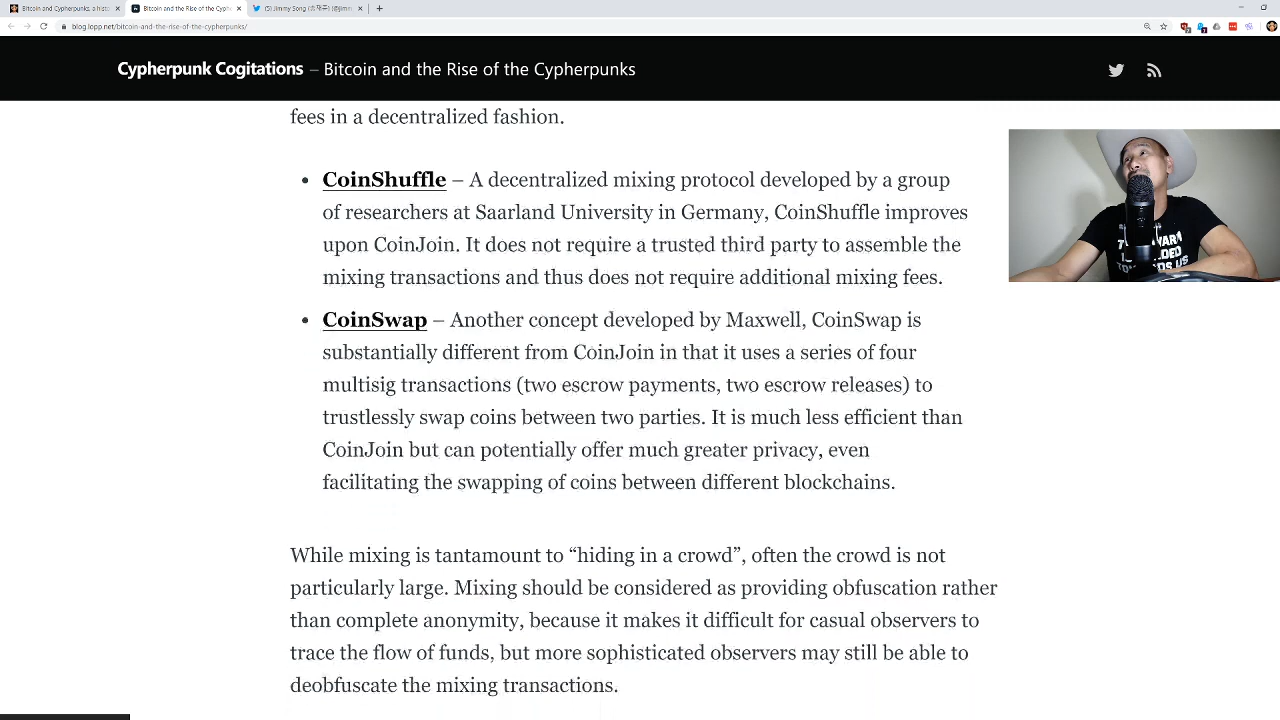 Bitcoin and Cypherpunks, a hist
Bitcoin and the Rise of the Cyph
blog.lopp.net/bitcoin-and-the-rise-of-the-cypherpunks/
Cypherpunk Cogitations – Bitcoin and the Rise of the Cypherpunks
fees in a decentralized fashion.
• CoinShuffle – A decentralized mixing protocol developed by a group
of researchers at Saarland University in Germany, CoinShuffle improves
upon CoinJoin. It does not require a trusted third party to assemble the
mixing transactions and thus does not require additional mixing fees.
• CoinSwap – Another concept developed by Maxwell, CoinSwap is
substantially different from CoinJoin in that it uses a series of four
multisig transactions (two escrow payments, two escrow releases) to
trustlessly swap coins between two parties. It is much less efficient than
CoinJoin but can potentially offer much greater privacy, even
facilitating the swapping of coins between different blockchains.
While mixing is tantamount to “hiding in a crowd”, often the crowd is not
particularly large. Mixing should be considered as providing obfuscation rather
than complete anonymity, because it makes it difficult for casual observers to
trace the flow of funds, but more sophisticated observers may still be able to
deobfuscate the mixing transactions.